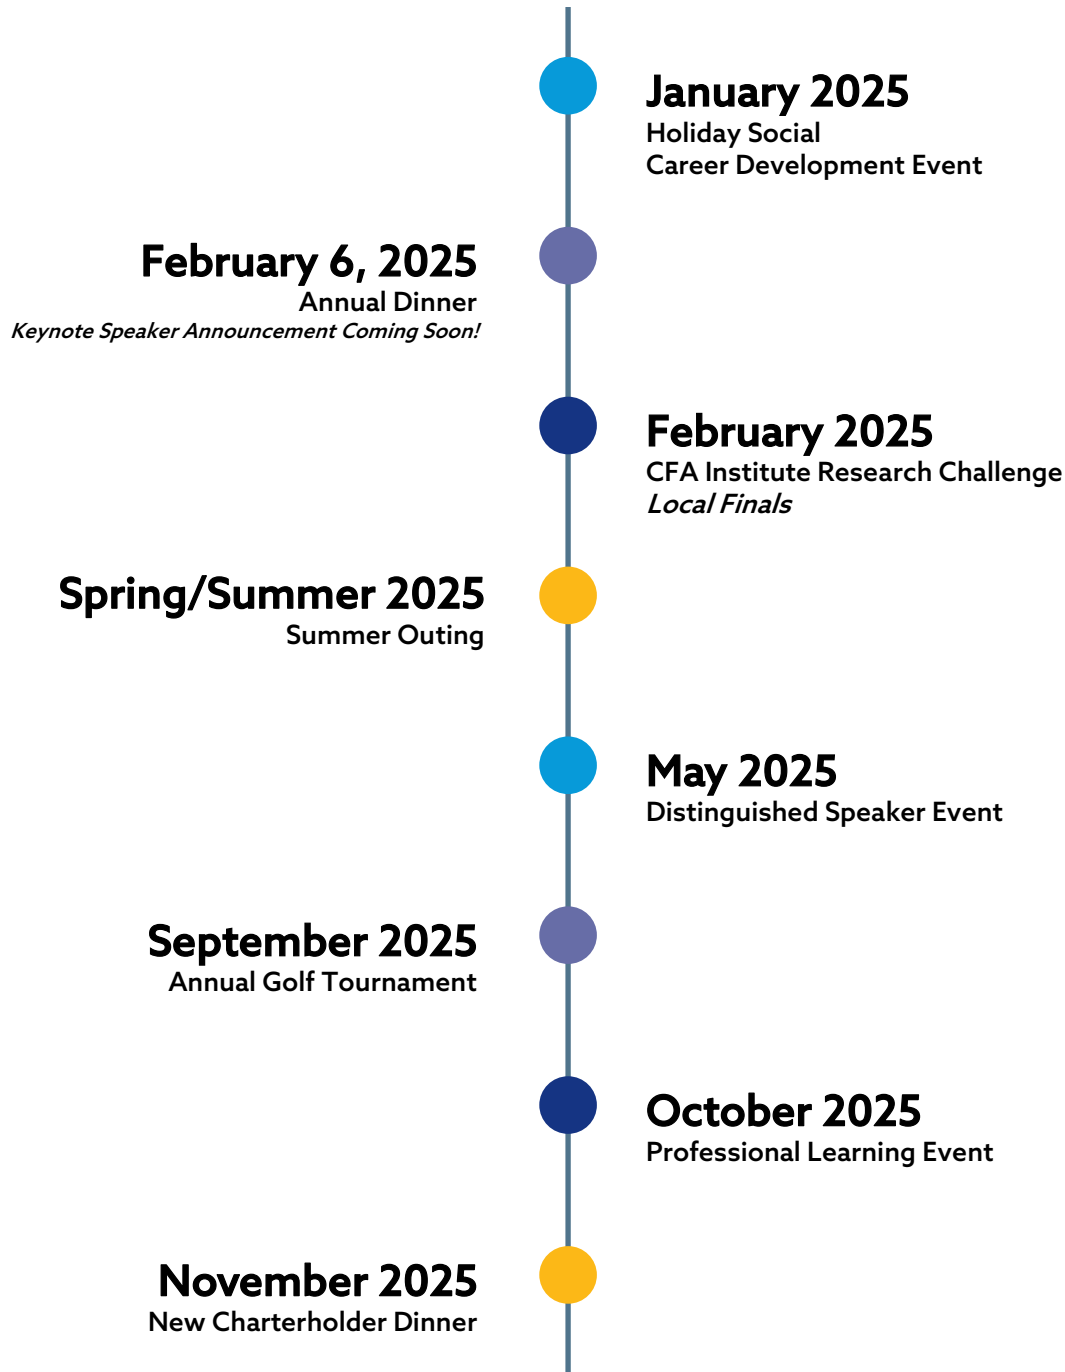 January 2025
Holiday Social
Career Development Event
February 6, 2025
Annual Dinner
Keynote Speaker Announcement Coming Soon!
February 2025
CFA Institute Research Challenge
Local Finals
Spring/Summer 2025
Summer Outing
May 2025
Distinguished Speaker Event
September 2025
Annual Golf Tournament
October 2025
Professional Learning Event
November 2025
New Charterholder Dinner